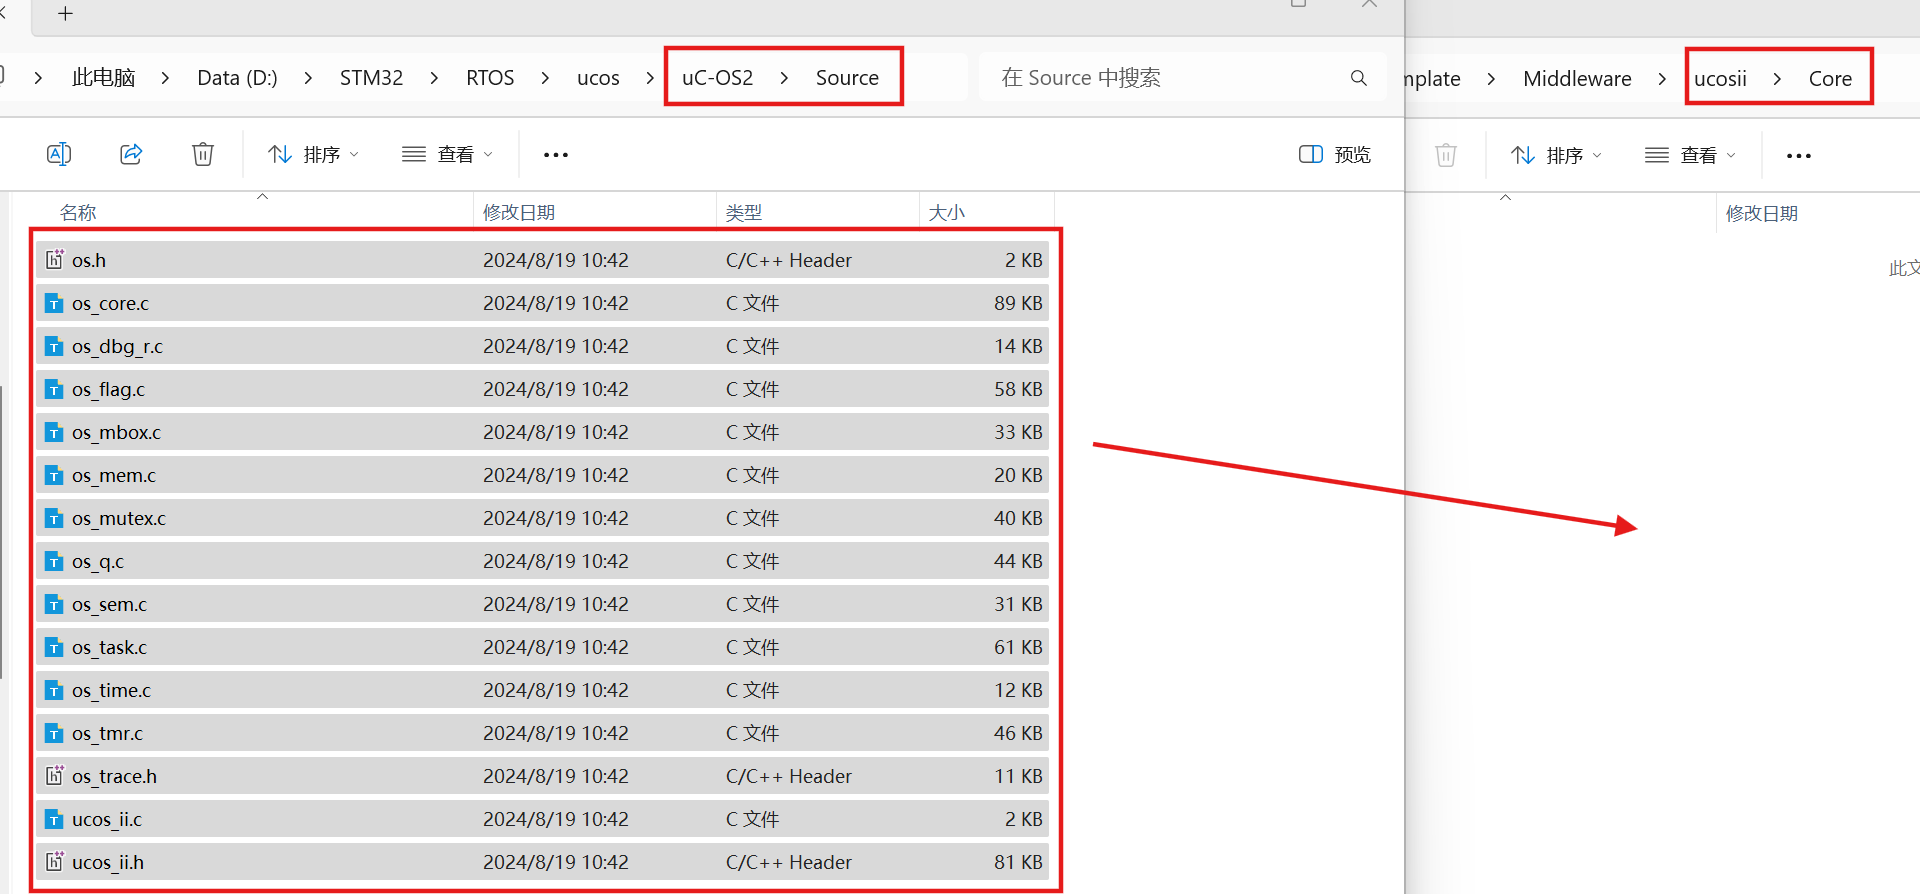 此电脑 > Data (D:) > STM32 > RTOS > ucos > uC-OS2 > Source
在 Source 中搜索
Middleware > ucosii > Core
排序
查看
预览
排序
查看
名称 修改日期 类型 大小
修改日期
os.h 2024/8/19 10:42 C/C++ Header 2 KB
os_core.c 2024/8/19 10:42 C 文件 89 KB
os_dbg_r.c 2024/8/19 10:42 C 文件 14 KB
os_flag.c 2024/8/19 10:42 C 文件 58 KB
os_mbox.c 2024/8/19 10:42 C 文件 33 KB
os_mem.c 2024/8/19 10:42 C 文件 20 KB
os_mutex.c 2024/8/19 10:42 C 文件 40 KB
os_q.c 2024/8/19 10:42 C 文件 44 KB
os_sem.c 2024/8/19 10:42 C 文件 31 KB
os_task.c 2024/8/19 10:42 C 文件 61 KB
os_time.c 2024/8/19 10:42 C 文件 12 KB
os_tmr.c 2024/8/19 10:42 C 文件 46 KB
os_trace.h 2024/8/19 10:42 C/C++ Header 11 KB
ucos_ii.c 2024/8/19 10:42 C 文件 2 KB
ucos_ii.h 2024/8/19 10:42 C/C++ Header 81 KB